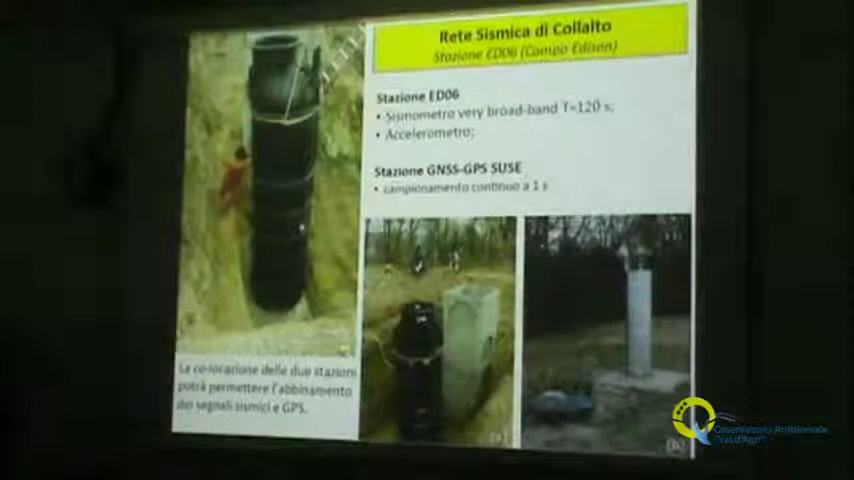 Rete Sismica di Collalto
Stazione ED06 (Campo Edison)
Stazione ED06
• Sismometro very broad-band T=120 s;
• Accelerometro;
Stazione GNSS-GPS SUSE
• campionamento continuo a 1 s
La co-locazione delle due stazioni
potrà permettere l'abbinamento
dei segnali sismici e GPS.
(a)
(b)
Osservatorio Ambientale
"Val d'Agri"